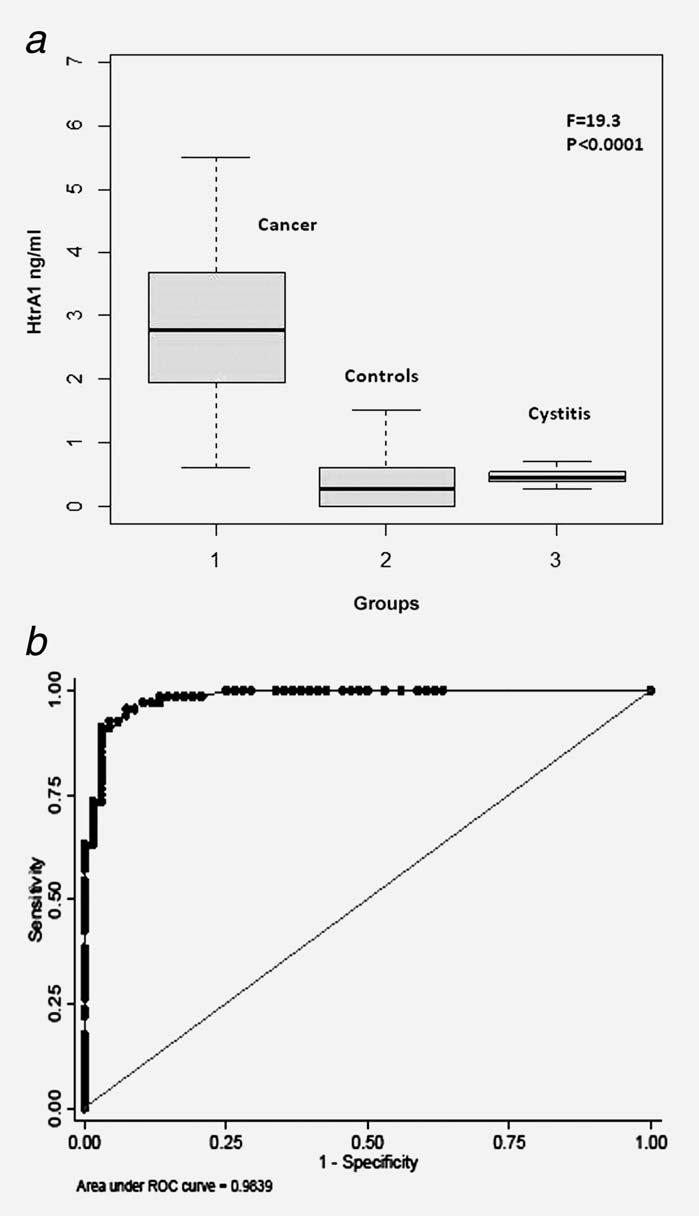 a
7
6
5
4
3
2
1
0
HtrA1 ng/ml
F=19.3
P<0.0001
Cancer
Controls
Cystitis
1 2 3
Groups
b
1.00
0.75
0.50
0.25
0.00
Sensitivity
0.00 0.25 0.50 0.75 1.00
1 - Specificity
Area under ROC curve = 0.9839